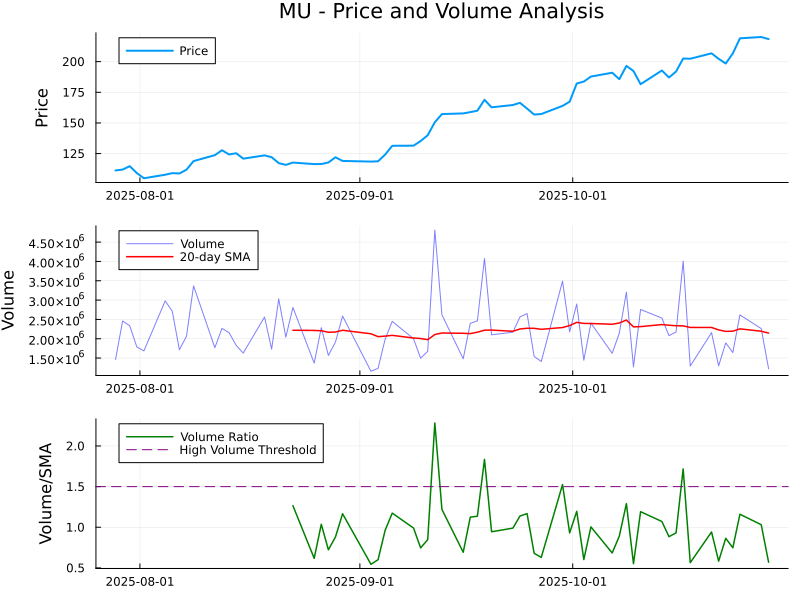 MU - Price and Volume Analysis
Price
Price
200
175
150
125
2025-08-01 2025-09-01 2025-10-01
Volume
Volume
20-day SMA
4.50×10⁶
4.00×10⁶
3.50×10⁶
3.00×10⁶
2.50×10⁶
2.00×10⁶
1.50×10⁶
2025-08-01 2025-09-01 2025-10-01
Volume/SMA
Volume Ratio
High Volume Threshold
2.0
1.5
1.0
0.5
2025-08-01 2025-09-01 2025-10-01